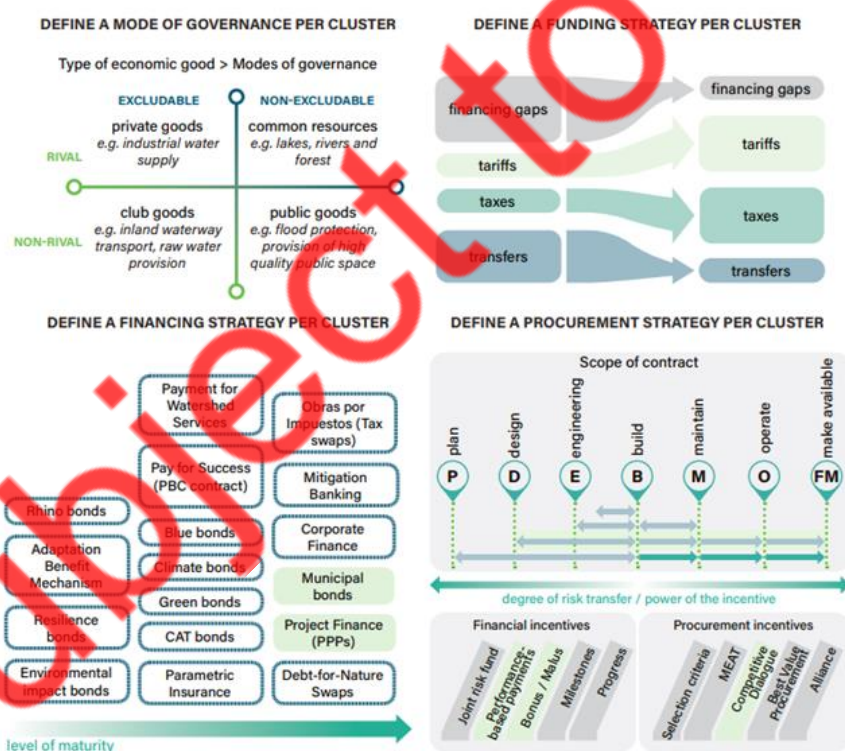 DEFINE A MODE OF GOVERNANCE PER CLUSTER
Type of economic good > Modes of governance
EXCLUDABLE
NON-EXCLUDABLE
private goods
e.g. industrial water
supply
common resources
e.g. lakes, rivers and
forest
RIVAL
NON-RIVAL
club goods
e.g. inland waterway
transport, raw water
provision
public goods
e.g. flood protection,
provision of high
quality public space
DEFINE A FUNDING STRATEGY PER CLUSTER
financing gaps
tariffs
taxes
transfers
financing gaps
tariffs
taxes
transfers
DEFINE A FINANCING STRATEGY PER CLUSTER
Rhino bonds
Adaptation
Benefit
Mechanism
Resilience
bonds
Environmental
impact bonds
Payment for
Watershed
Services
Pay for Success
(PBC contract)
Blue bonds
Climate bonds
Green bonds
CAT bonds
Parametric
Insurance
Obras por
Impuestos (Tax
swaps)
Mitigation
Banking
Corporate
Finance
Municipal
bonds
Project Finance
(PPPs)
Debt-for-Nature
Swaps
level of maturity
DEFINE A PROCUREMENT STRATEGY PER CLUSTER
Scope of contract
plan
design
engineering
build
maintain
operate
make available
P
D
E
B
M
O
FM
degree of risk transfer / power of the incentive
Financial incentives
Joint risk fund
Performance-
based payments
Bonus / Malus
Milestones
Progress
Procurement incentives
Selection criteria
MEAT
Competitive
Dialogue
Best Value
Procurement
Alliance
bject to